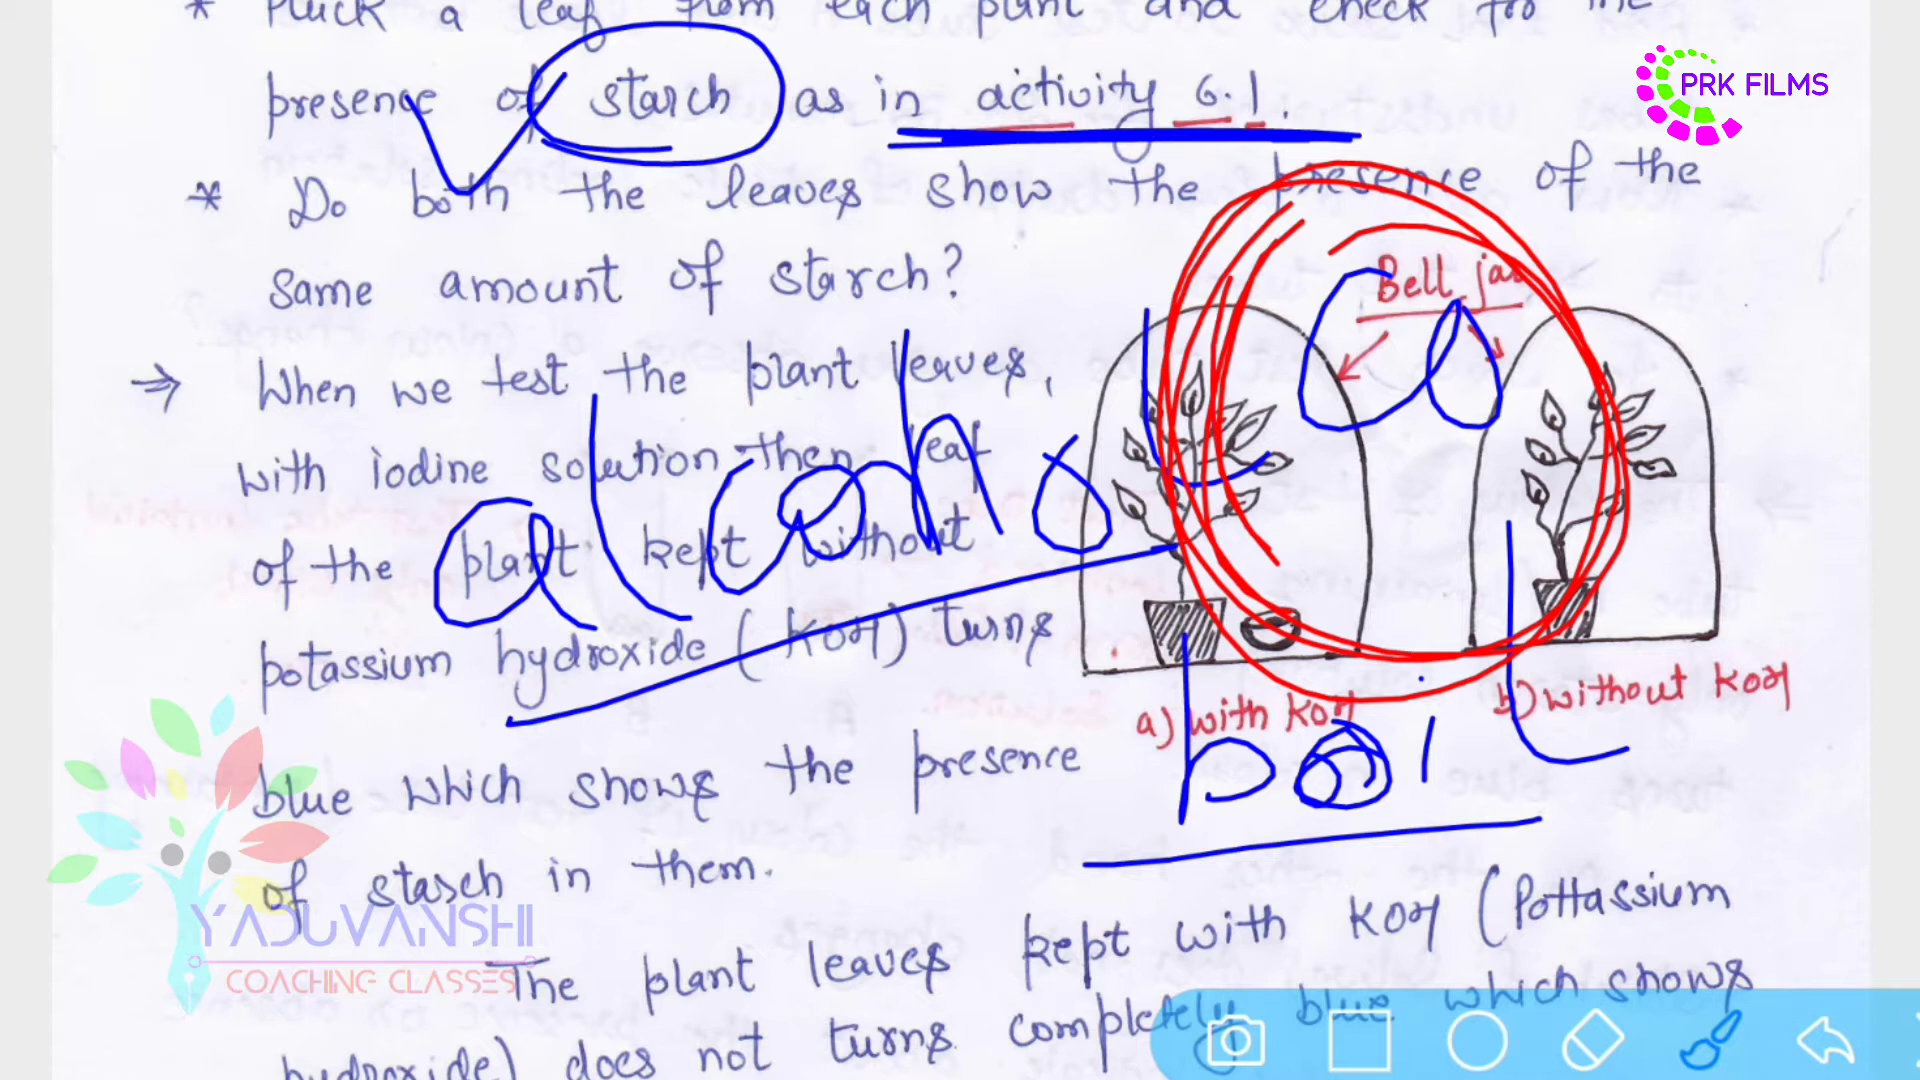 * Pluck a leaf from each plant and check for the
presence of starch as in activity 6.1.
* Do both the leaves show the presence of the
same amount of starch?
⇒ When we test the plant leaves,
with iodine solution then leaf
of the plant kept without
potassium hydroxide (KOH) turns
blue which shows the presence
of starch in them.
The plant leaves kept with KOH (Pottassium
hydroxide) does not turns completely blue which shows
Bell jar
a) with KOH
b) without KOH
alcohol
boil
PRK FILMS
YADUVANSHI
COACHING CLASSES